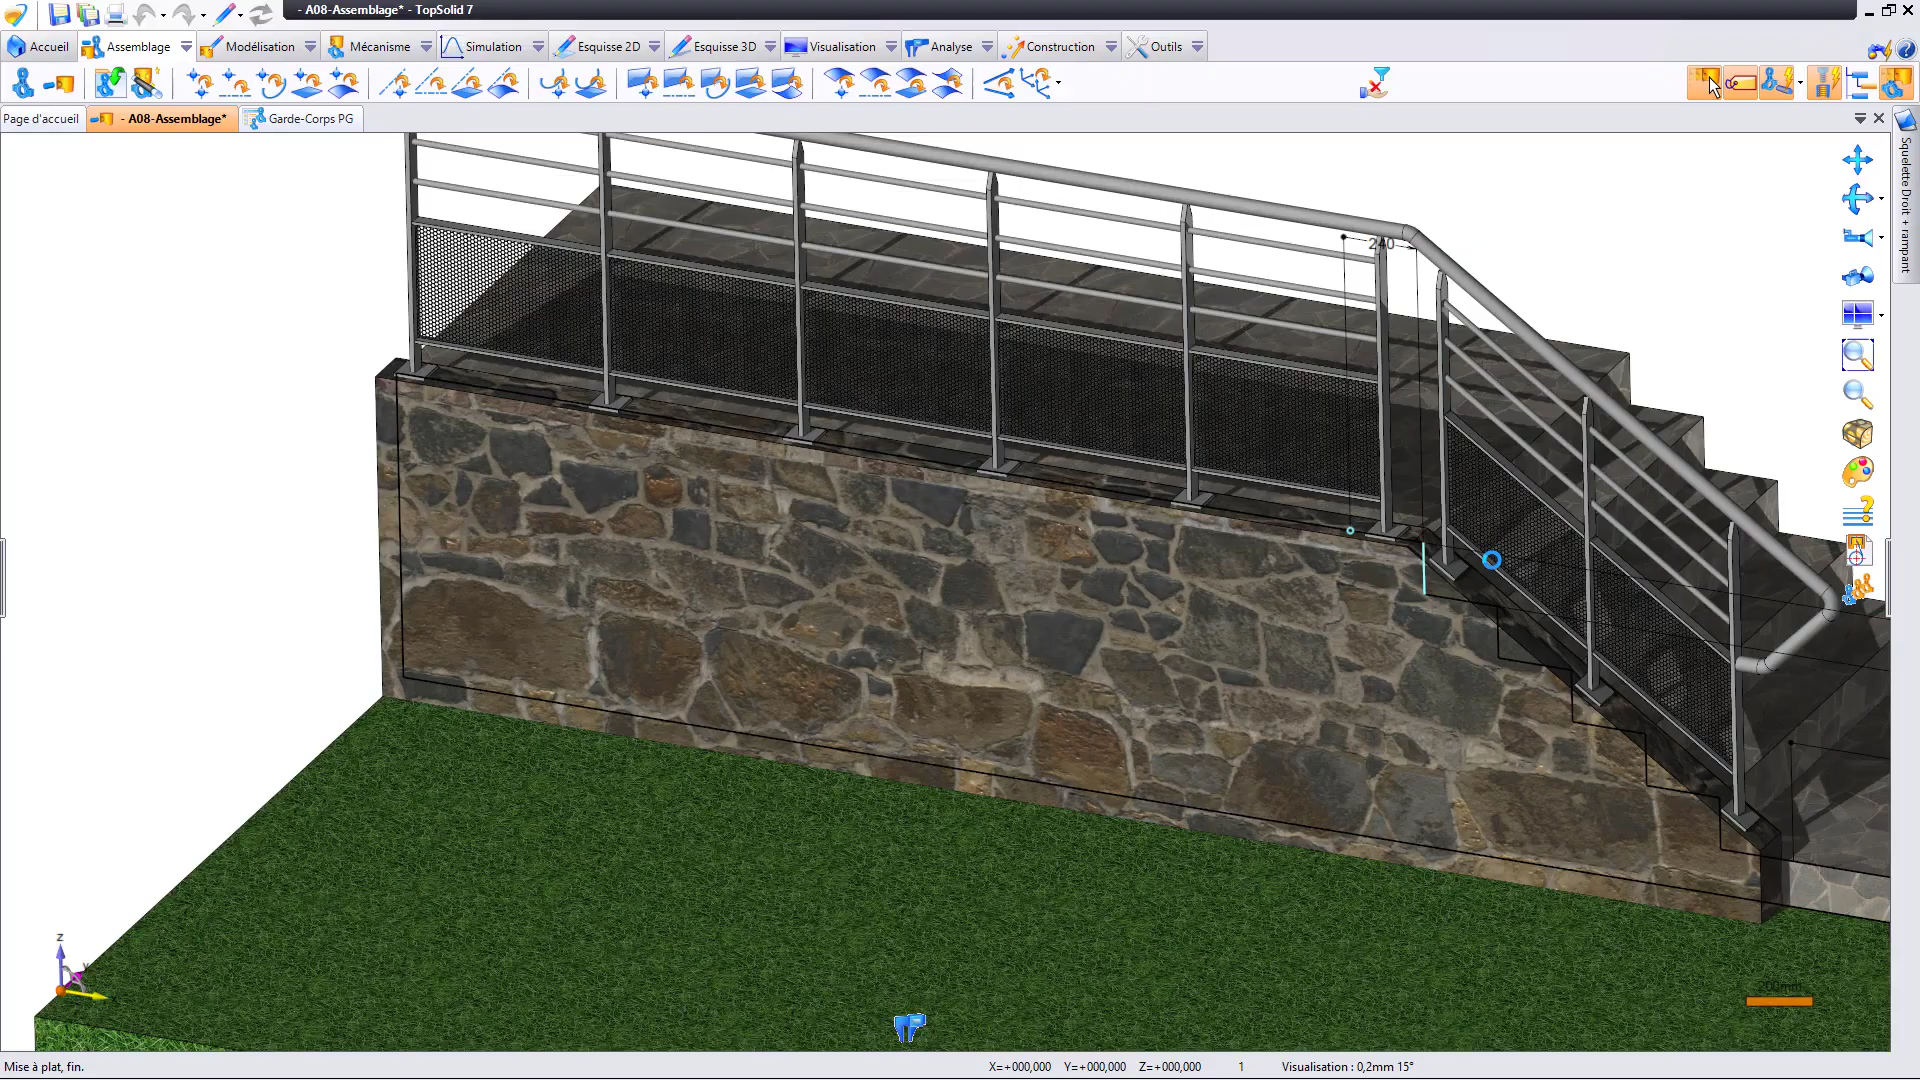 - A08-Assemblage* - TopSolid 7
Accueil Assemblage Modélisation Mécanisme Simulation Esquisse 2D Esquisse 3D Visualisation Analyse Construction Outils
Page d'accueil - A08-Assemblage* Garde-Corps PG
Squelette Droit + rampant
240
z
200mm
Mise à plat, fin. X=+000,000 Y=+000,000 Z=+000,000 1 Visualisation : 0,2mm 15°